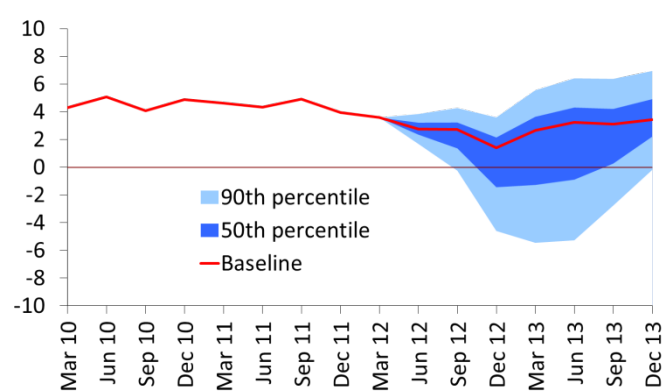 10
8
6
4
2
0
-2
-4
-6
-8
-10
90th percentile
50th percentile
Baseline
Mar 10
Jun 10
Sep 10
Dec 10
Mar 11
Jun 11
Sep 11
Dec 11
Mar 12
Jun 12
Sep 12
Dec 12
Mar 13
Jun 13
Sep 13
Dec 13